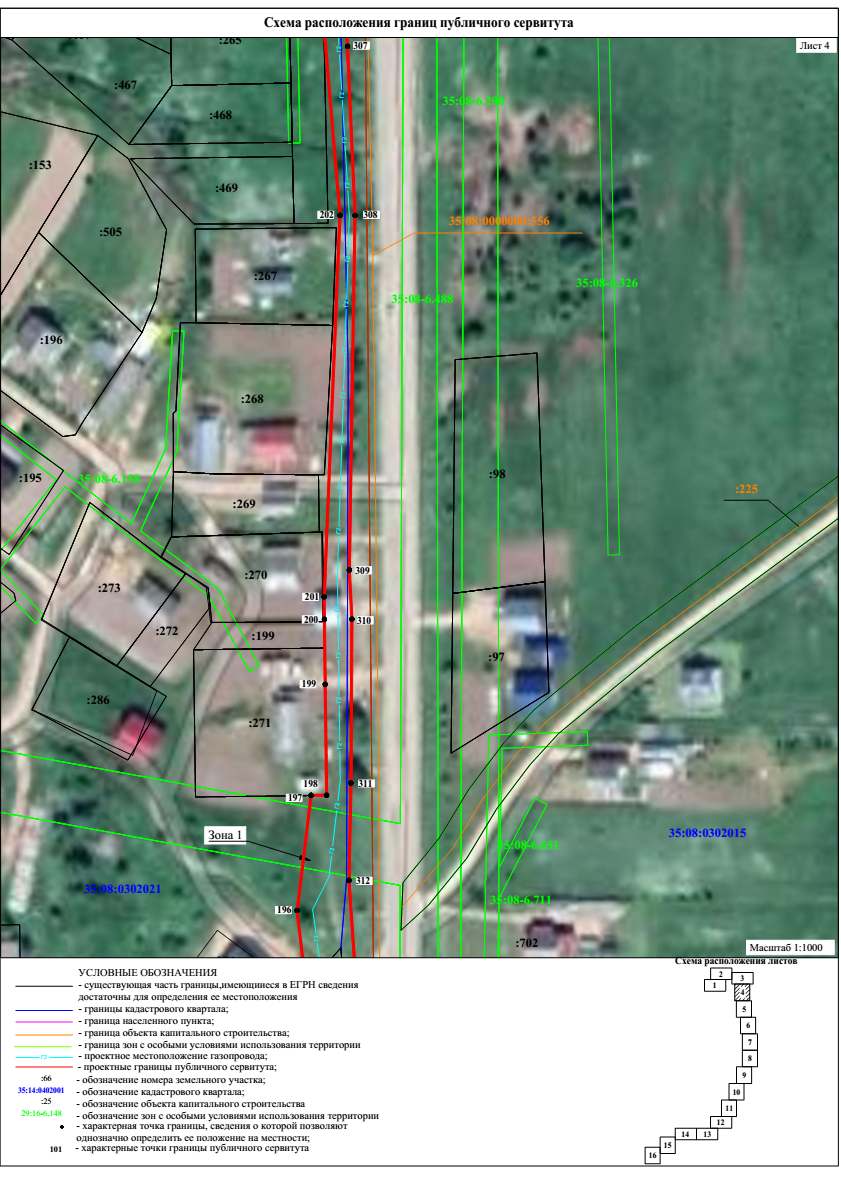 Схема расположения границ публичного сервитута
Лист 4
307
:265
:467
:468
35:08-6.250
:153
:469
202
308
35:08:0000000:556
:505
:267
35:08-6.326
35:08-6.488
:196
:268
:98
:195
:225
:269
309
:270
:273
201
200
310
:272
:199
:97
199
:286
:271
198
311
197
Зона 1
35:08:0302015
35:08-6.651
312
35:08:0302021
35:08-6.711
196
:702
Масштаб 1:1000
УСЛОВНЫЕ ОБОЗНАЧЕНИЯ
- существующая часть границы,имеющиеся в ЕГРН сведения
достаточны для определения ее местоположения
- границы кадастрового квартала;
- граница населенного пункта;
- граница объекта капитального строительства;
- граница зон с особыми условиями использования территории
- проектное местоположение газопровода;
- проектные границы публичного сервитута;
:66 - обозначение номера земельного участка;
35:14:0402001 - обозначение кадастрового квартала;
:25 - обозначение объекта капитального строительства
29:16-6.148 - обозначение зон с особыми условиями использования территории
- характерная точка границы, сведения о которой позволяют
однозначно определить ее положение на местности;
101 - характерные точки границы публичного сервитута
Схема расположения листов
2
3
1
4
5
6
7
8
9
10
11
12
14
13
15
16